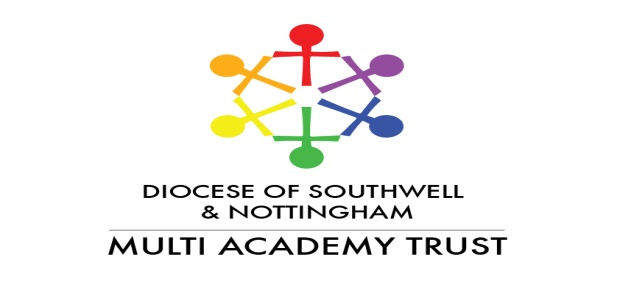 DIOCESE OF SOUTHWELL
& NOTTINGHAM
MULTI ACADEMY TRUST